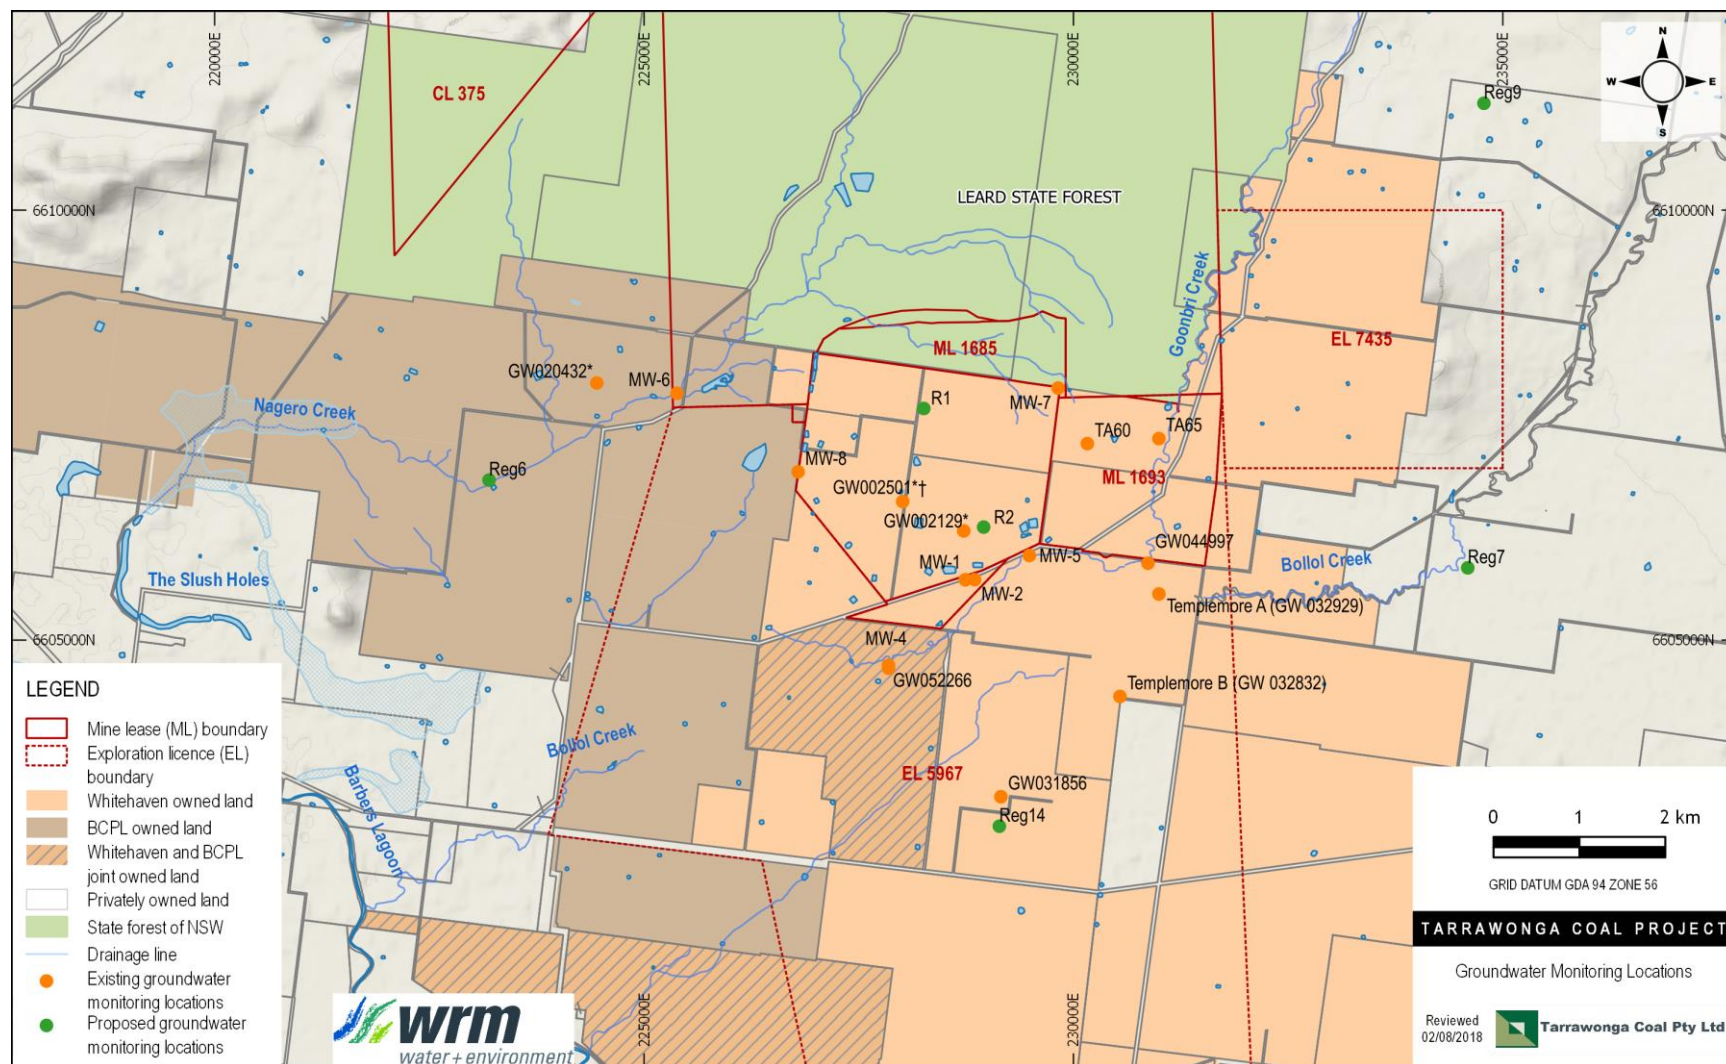 220000E
225000E
230000E
235000E
N
W
E
S
CL 375
Reg9
LEARD STATE FOREST
6610000N
6610000N
Goonbri Creek
ML 1685
EL 7435
GW020432*
MW-6
MW-7
R1
Nagero Creek
TA60
TA65
Reg6
MW-8
ML 1693
GW002501*†
GW002129*
R2
GW044997
MW-5
Bollol Creek
Reg7
The Slush Holes
MW-1
MW-2
Templemore A (GW 032929)
6605000N
6605000N
MW-4
GW052266
Templemore B (GW 032832)
Bollol Creek
EL 5967
Barbers Lagoon
GW031856
Reg14
LEGEND
Mine lease (ML) boundary
Exploration licence (EL)
boundary
Whitehaven owned land
BCPL owned land
Whitehaven and BCPL
joint owned land
Privately owned land
State forest of NSW
Drainage line
Existing groundwater
monitoring locations
Proposed groundwater
monitoring locations
wrm
water + environment
225000E
230000E
0 1 2 km
GRID DATUM GDA 94 ZONE 56
TARRAWONGA COAL PROJECT
Groundwater Monitoring Locations
Reviewed
02/08/2018
Tarrawonga Coal Pty Ltd